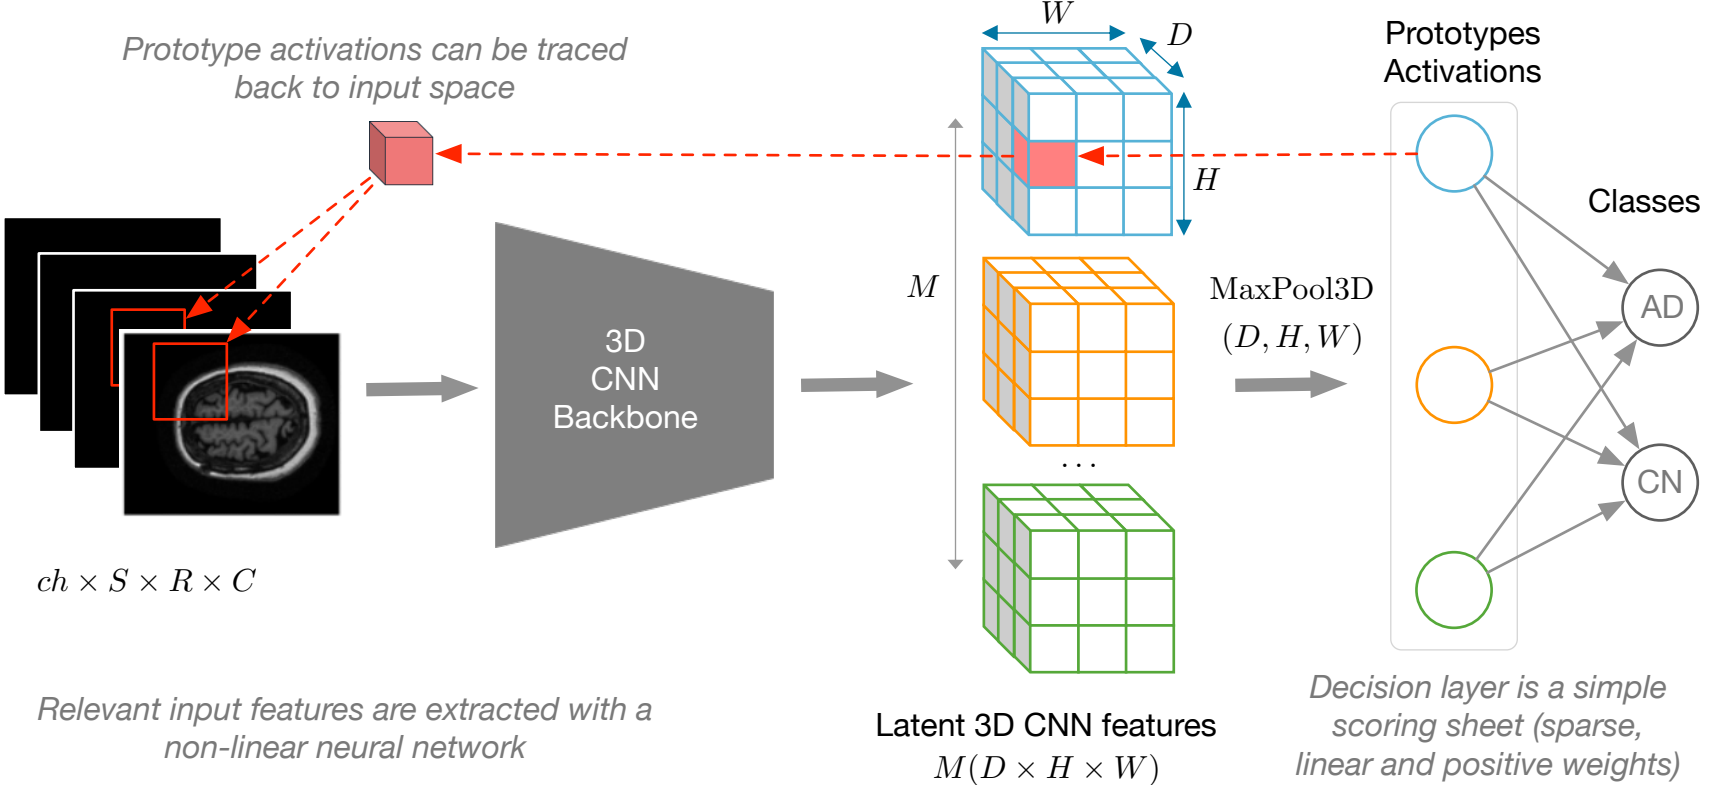 Prototype activations can be traced
back to input space
W
D
H
M
Prototypes
Activations
Classes
AD
CN
3D
CNN
Backbone
MaxPool3D
(D, H, W)
. . .
ch × S × R × C
Relevant input features are extracted with a
non-linear neural network
Latent 3D CNN features
M(D × H × W)
Decision layer is a simple
scoring sheet (sparse,
linear and positive weights)